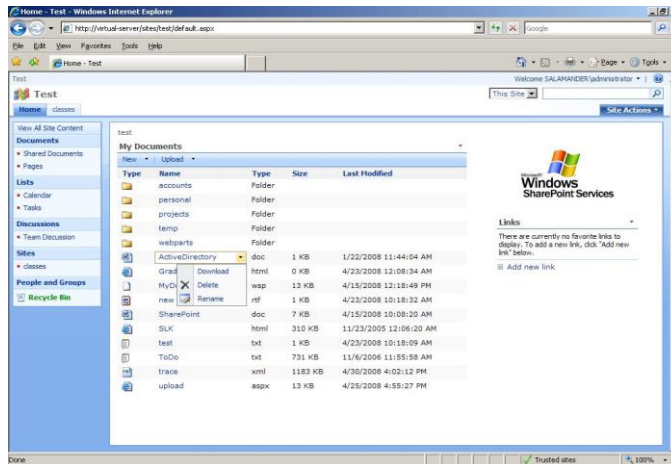 Home - Test - Windows Internet Explorer
http://virtual-server/sites/test/default.aspx
Google
File Edit View Favorites Tools Help
Home - Test
Page Tools
Test
Welcome SALAMANDER\administrator
Test
This Site
Home classes
Site Actions
View All Site Content
Documents
Shared Documents
Pages
Lists
Calendar
Tasks
Discussions
Team Discussion
Sites
classes
People and Groups
Recycle Bin
test
My Documents
New Upload
Type Name Type Size Last Modified
accounts Folder
personal Folder
projects Folder
temp Folder
webparts Folder
ActiveDirectory doc 1 KB 1/22/2008 11:44:04 AM
Grad html 0 KB 4/23/2008 12:08:34 AM
MyD wsp 13 KB 4/15/2008 12:18:49 PM
new rtf 1 KB 4/23/2008 10:18:32 AM
Download
Delete
Rename
SharePoint doc 7 KB 4/15/2008 10:08:20 AM
SLK html 310 KB 11/23/2005 12:06:20 AM
test txt 1 KB 4/23/2008 10:18:09 AM
ToDo txt 731 KB 11/6/2006 11:55:58 AM
trace xml 1183 KB 4/30/2008 4:02:12 PM
upload aspx 13 KB 4/25/2008 4:55:27 PM
Microsoft
Windows
SharePoint Services
Links
There are currently no favorite links to
display. To add a new link, click "Add new
link" below.
Add new link
Done
Trusted sites
100%